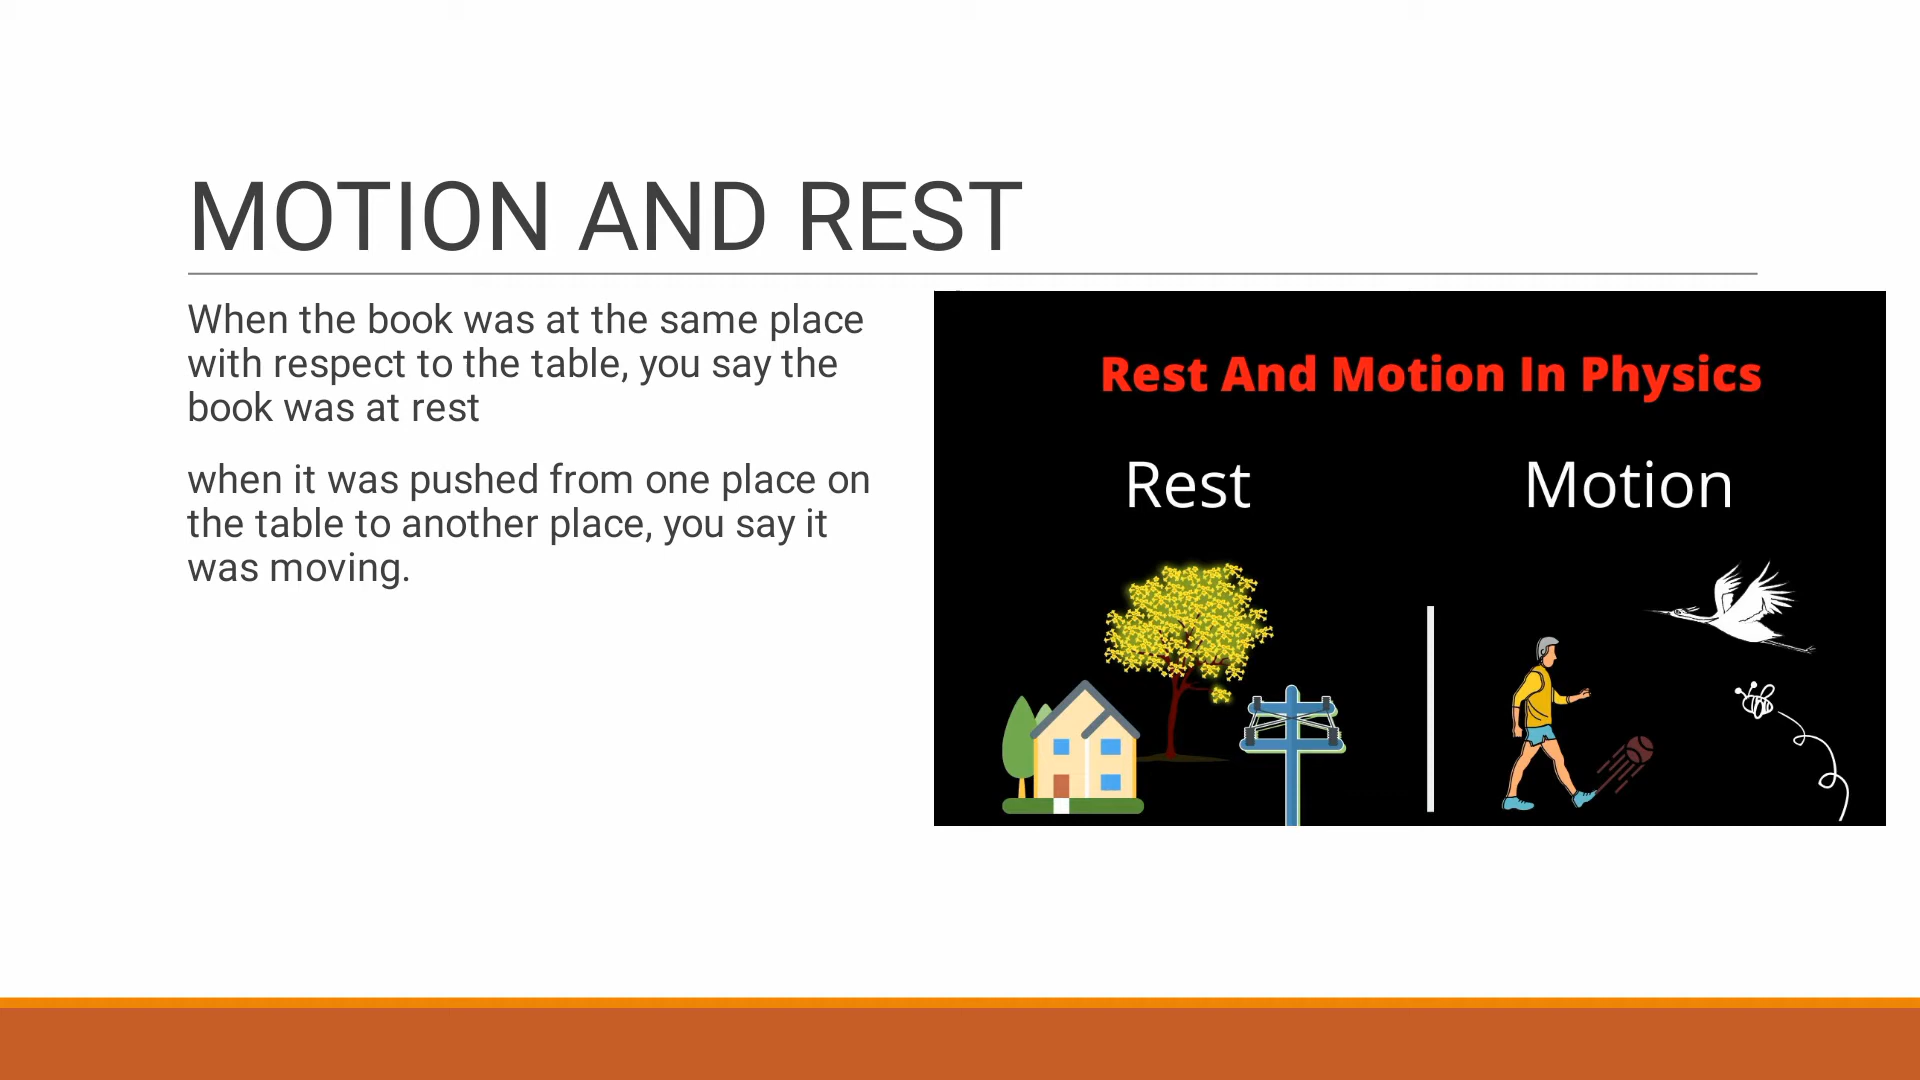 MOTION AND REST
When the book was at the same place
with respect to the table, you say the
book was at rest
when it was pushed from one place on
the table to another place, you say it
was moving.
Rest And Motion In Physics
Rest
Motion